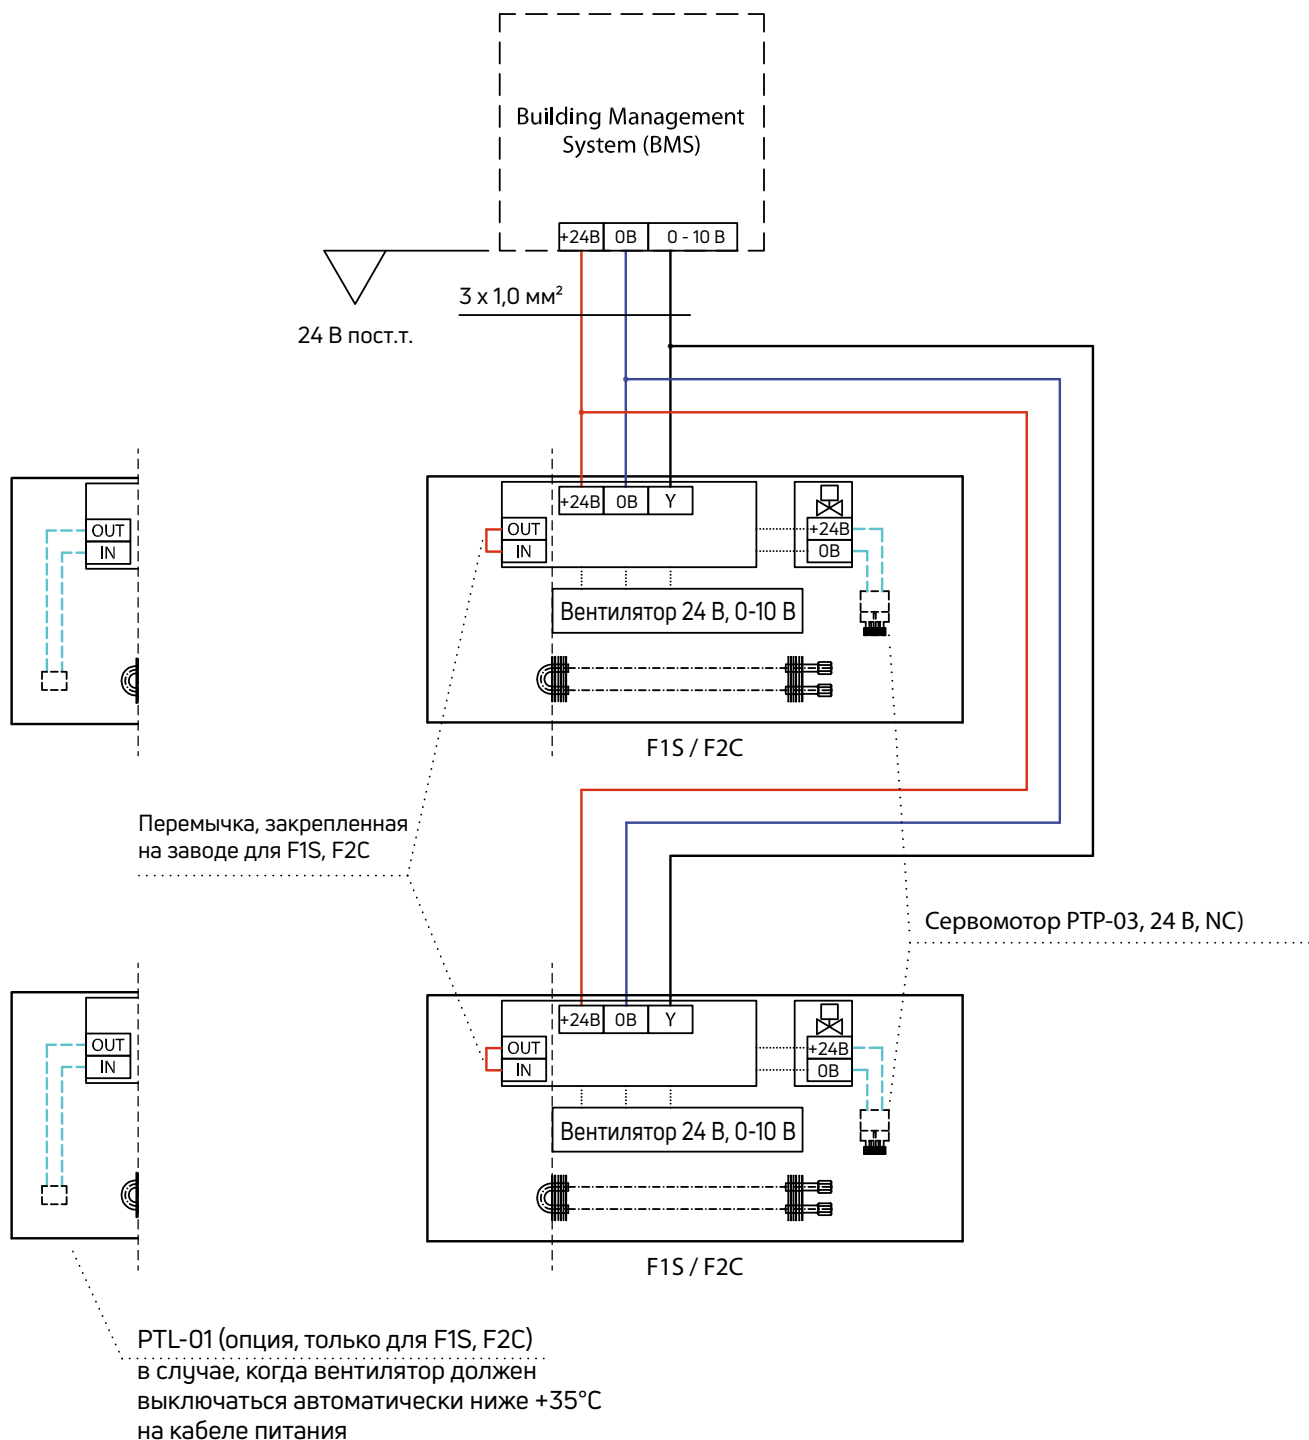 Building Management
System (BMS)
+24В 0В 0 - 10 В
3 x 1,0 мм²
24 В пост.т.
+24В 0В Y
OUT
IN
OUT
IN
+24В
0В
Вентилятор 24 В, 0-10 В
F1S / F2C
Перемычка, закрепленная
на заводе для F1S, F2C
Сервомотор PTP-03, 24 В, NC)
+24В 0В Y
OUT
IN
OUT
IN
+24В
0В
Вентилятор 24 В, 0-10 В
F1S / F2C
PTL-01 (опция, только для F1S, F2C)
в случае, когда вентилятор должен
выключаться автоматически ниже +35°C
на кабеле питания